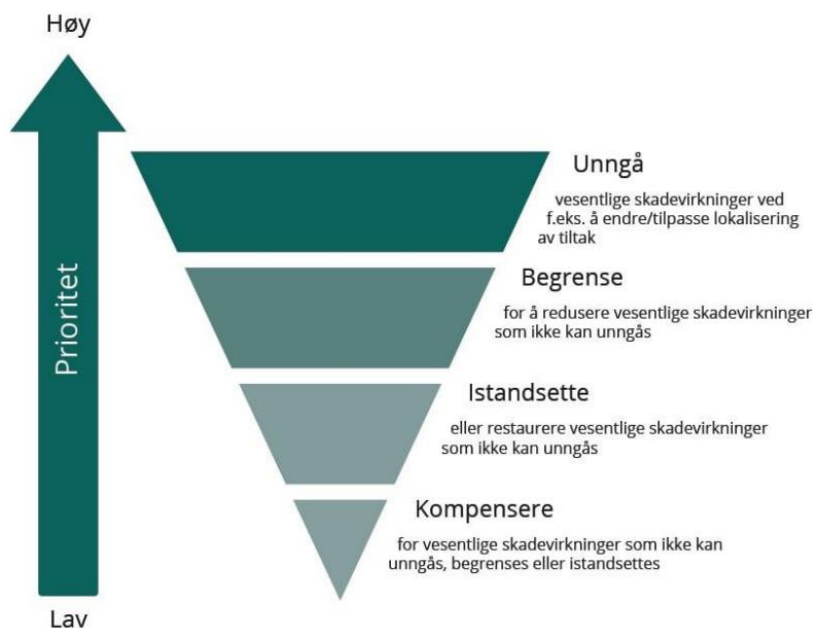 Høy
Prioritet
Unngå
vesentlige skadevirkninger ved
f.eks. å endre/tilpasse lokalisering
av tiltak
Begrense
for å redusere vesentlige skadevirkninger
som ikke kan unngås
Istandsette
eller restaurere vesentlige skadevirkninger
som ikke kan unngås
Kompensere
for vesentlige skadevirkninger som ikke kan
unngås, begrenses eller istandsettes
Lav